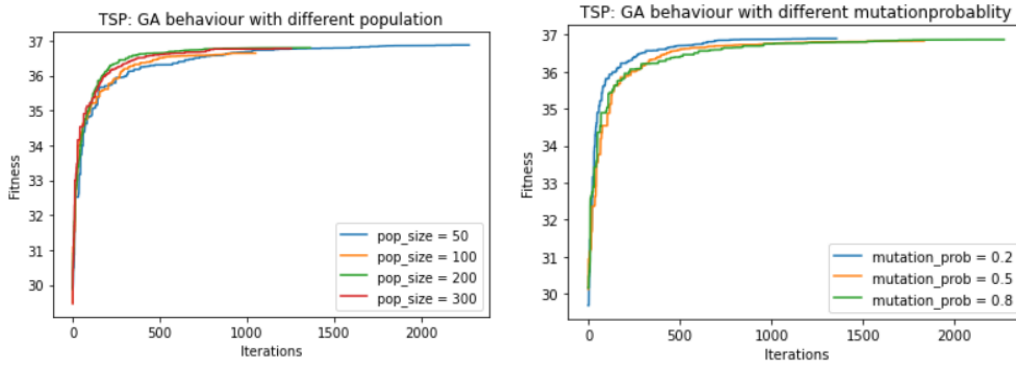 TSP: GA behaviour with different population
37
36
35
34
33
32
31
30
Fitness
0
500
1000
1500
2000
Iterations
pop_size = 50
pop_size = 100
pop_size = 200
pop_size = 300
TSP: GA behaviour with different mutationprobablity
37
36
35
34
33
32
31
30
Fitness
0
500
1000
1500
2000
Iterations
mutation_prob = 0.2
mutation_prob = 0.5
mutation_prob = 0.8